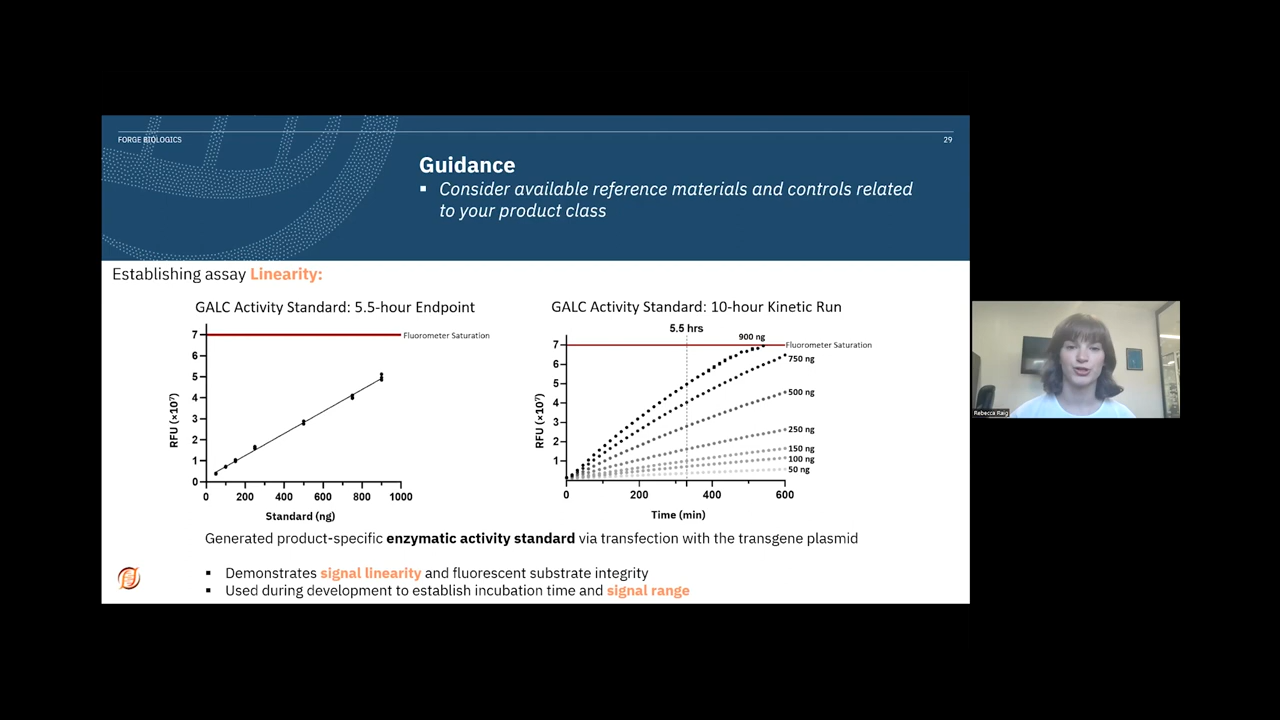 FORGE BIOLOGICS
29
Guidance
▪ Consider available reference materials and controls related
to your product class
Establishing assay Linearity:
GALC Activity Standard: 5.5-hour Endpoint
7
6
5
4
3
2
1
0
RFU (×10⁷)
Fluorometer Saturation
0 200 400 600 800 1000
Standard (ng)
GALC Activity Standard: 10-hour Kinetic Run
5.5 hrs
7
6
5
4
3
2
1
RFU (×10⁷)
900 ng
Fluorometer Saturation
750 ng
500 ng
250 ng
150 ng
100 ng
50 ng
0 200 400 600
Time (min)
Generated product-specific enzymatic activity standard via transfection with the transgene plasmid
▪ Demonstrates signal linearity and fluorescent substrate integrity
▪ Used during development to establish incubation time and signal range
Rebecca Raig